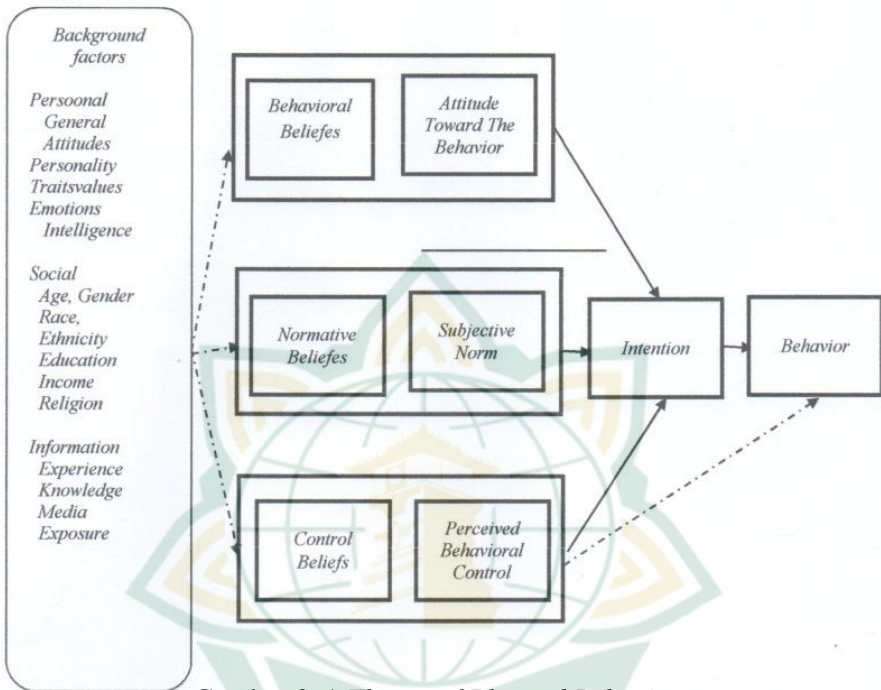 Background
factors
Persoonal
General
Attitudes
Personality
Traitsvalues
Emotions
Intelligence
Social
Age, Gender
Race,
Ethnicity
Education
Income
Religion
Information
Experience
Knowledge
Media
Exposure
Behavioral
Beliefes
Attitude
Toward The
Behavior
Normative
Beliefes
Subjective
Norm
Control
Beliefs
Perceived
Behavioral
Control
Intention
Behavior